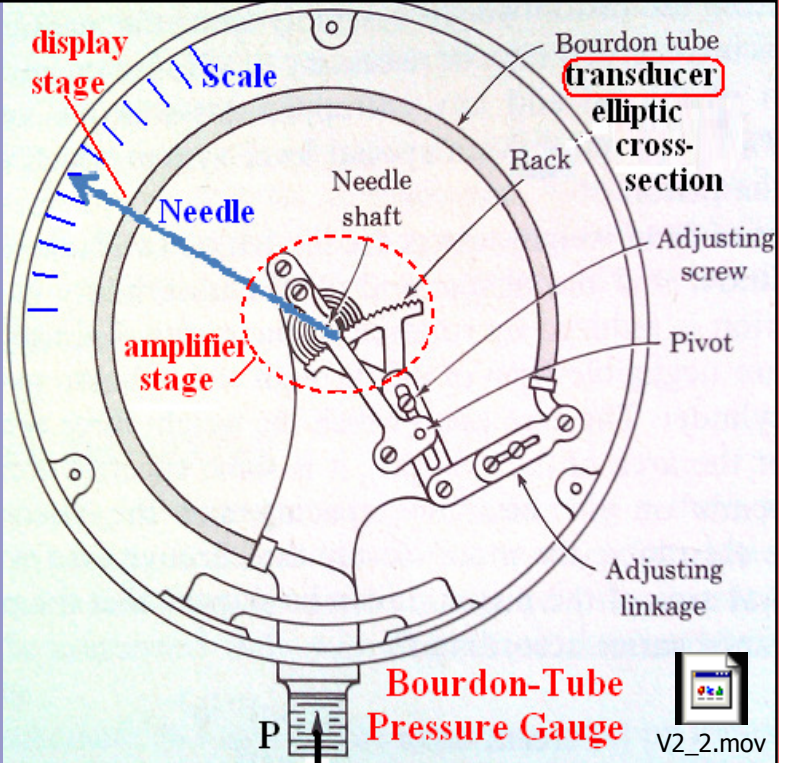 display
stage
Scale
Bourdon tube
transducer
elliptic
cross-
section
Rack
Needle
shaft
Needle
Adjusting
screw
amplifier
stage
Pivot
Adjusting
linkage
Bourdon-Tube
Pressure Gauge
P
V2_2.mov